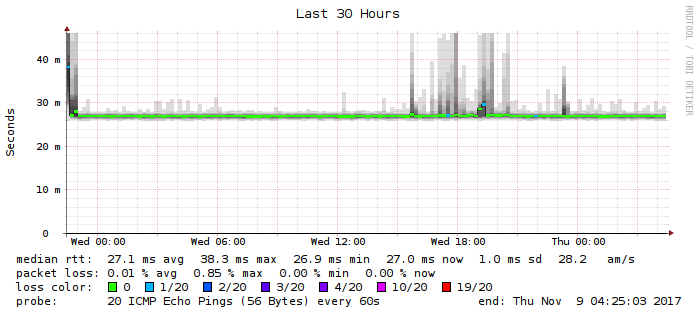 Last 30 Hours
RRDTOOL / TOBI OETIKER
Seconds
40 m
30 m
20 m
10 m
0
Wed 00:00 Wed 06:00 Wed 12:00 Wed 18:00 Thu 00:00
median rtt: 27.1 ms avg 38.3 ms max 26.9 ms min 27.0 ms now 1.0 ms sd 28.2 am/s
packet loss: 0.01 % avg 0.85 % max 0.00 % min 0.00 % now
loss color: 0 1/20 2/20 3/20 4/20 10/20 19/20
probe: 20 ICMP Echo Pings (56 Bytes) every 60s end: Thu Nov 9 04:25:03 2017